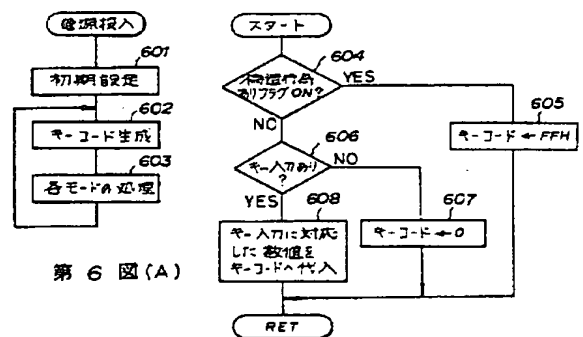 電源投入
601
初期設定
602
キーコード生成
603
各モードの処理
第 6 図(A)
スタート
604
ありフラグON?
YES
NO
605
キーコード←FFH
606
キー入力あり
?
NO
YES
607
キーコード←0
608
キー入力に対応
した数値を
キーコードへ代入
RET